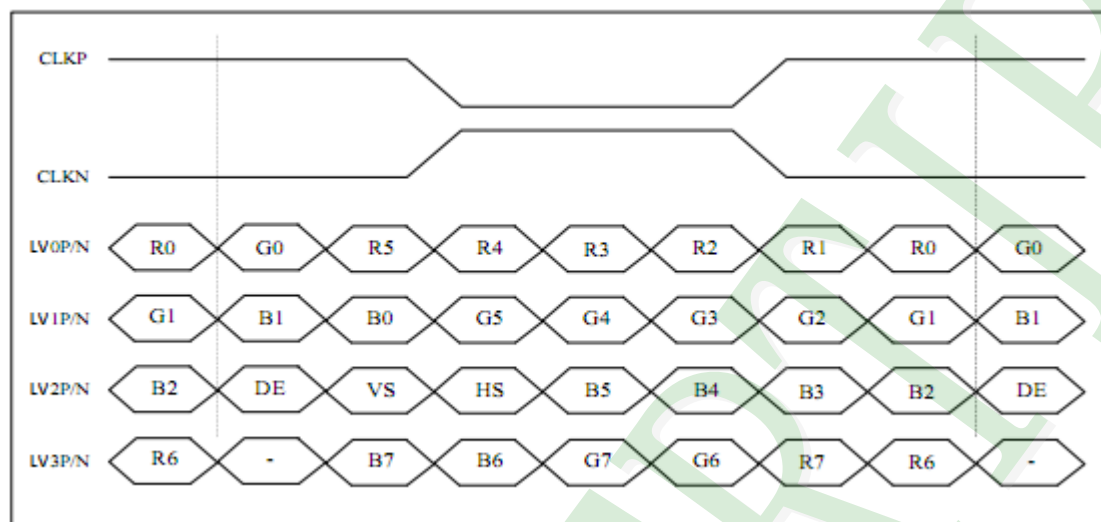 CLKP
CLKN
LV0P/N R0 G0 R5 R4 R3 R2 R1 R0 G0
LV1P/N G1 B1 B0 G5 G4 G3 G2 G1 B1
LV2P/N B2 DE VS HS B5 B4 B3 B2 DE
LV3P/N R6 - B7 B6 G7 G6 R7 R6 -